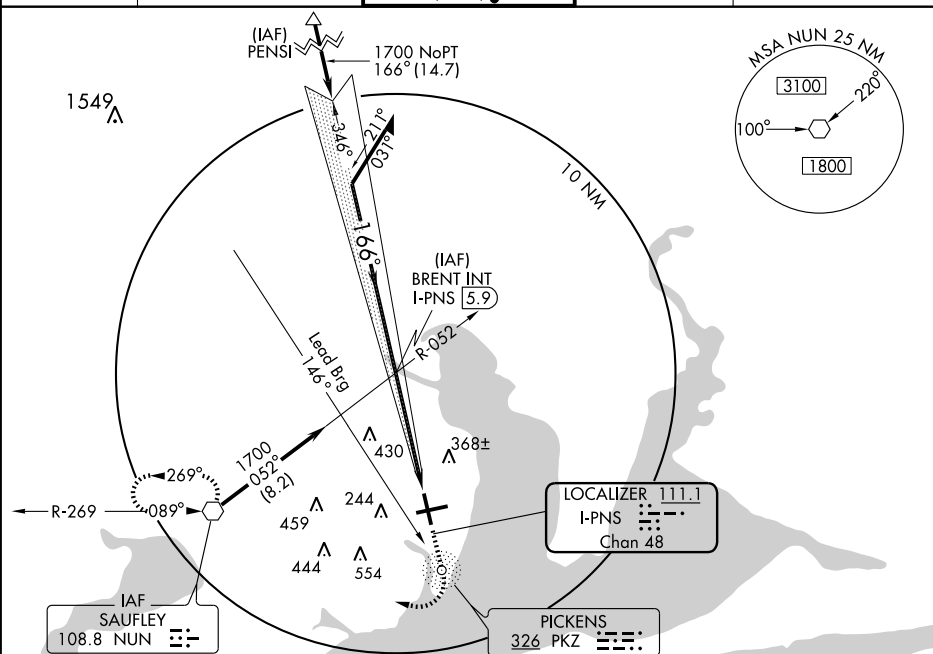 (IAF)
PENSI
1700 NoPT
166° (14.7)
MSA NUN 25 NM
3100
220°
100°
1800
1549
346°
211°
031°
10 NM
166°
(IAF)
BRENT INT
I-PNS 5.9
R-052
Lead Brg
146°
430
368±
1700
052°
(8.2)
269°
R-269
089°
459
244
444
554
LOCALIZER 111.1
I-PNS
Chan 48
IAF
SAUFLEY
108.8 NUN
PICKENS
326 PKZ